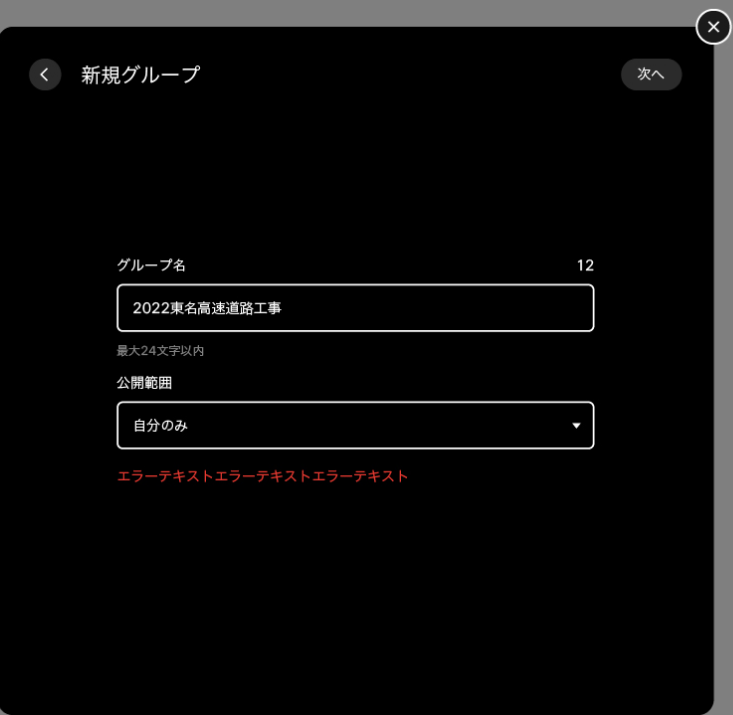 新規グループ
次へ
グループ名
12
2022東名高速道路工事
最大24文字以内
公開範囲
自分のみ
エラーテキストエラーテキストエラーテキスト